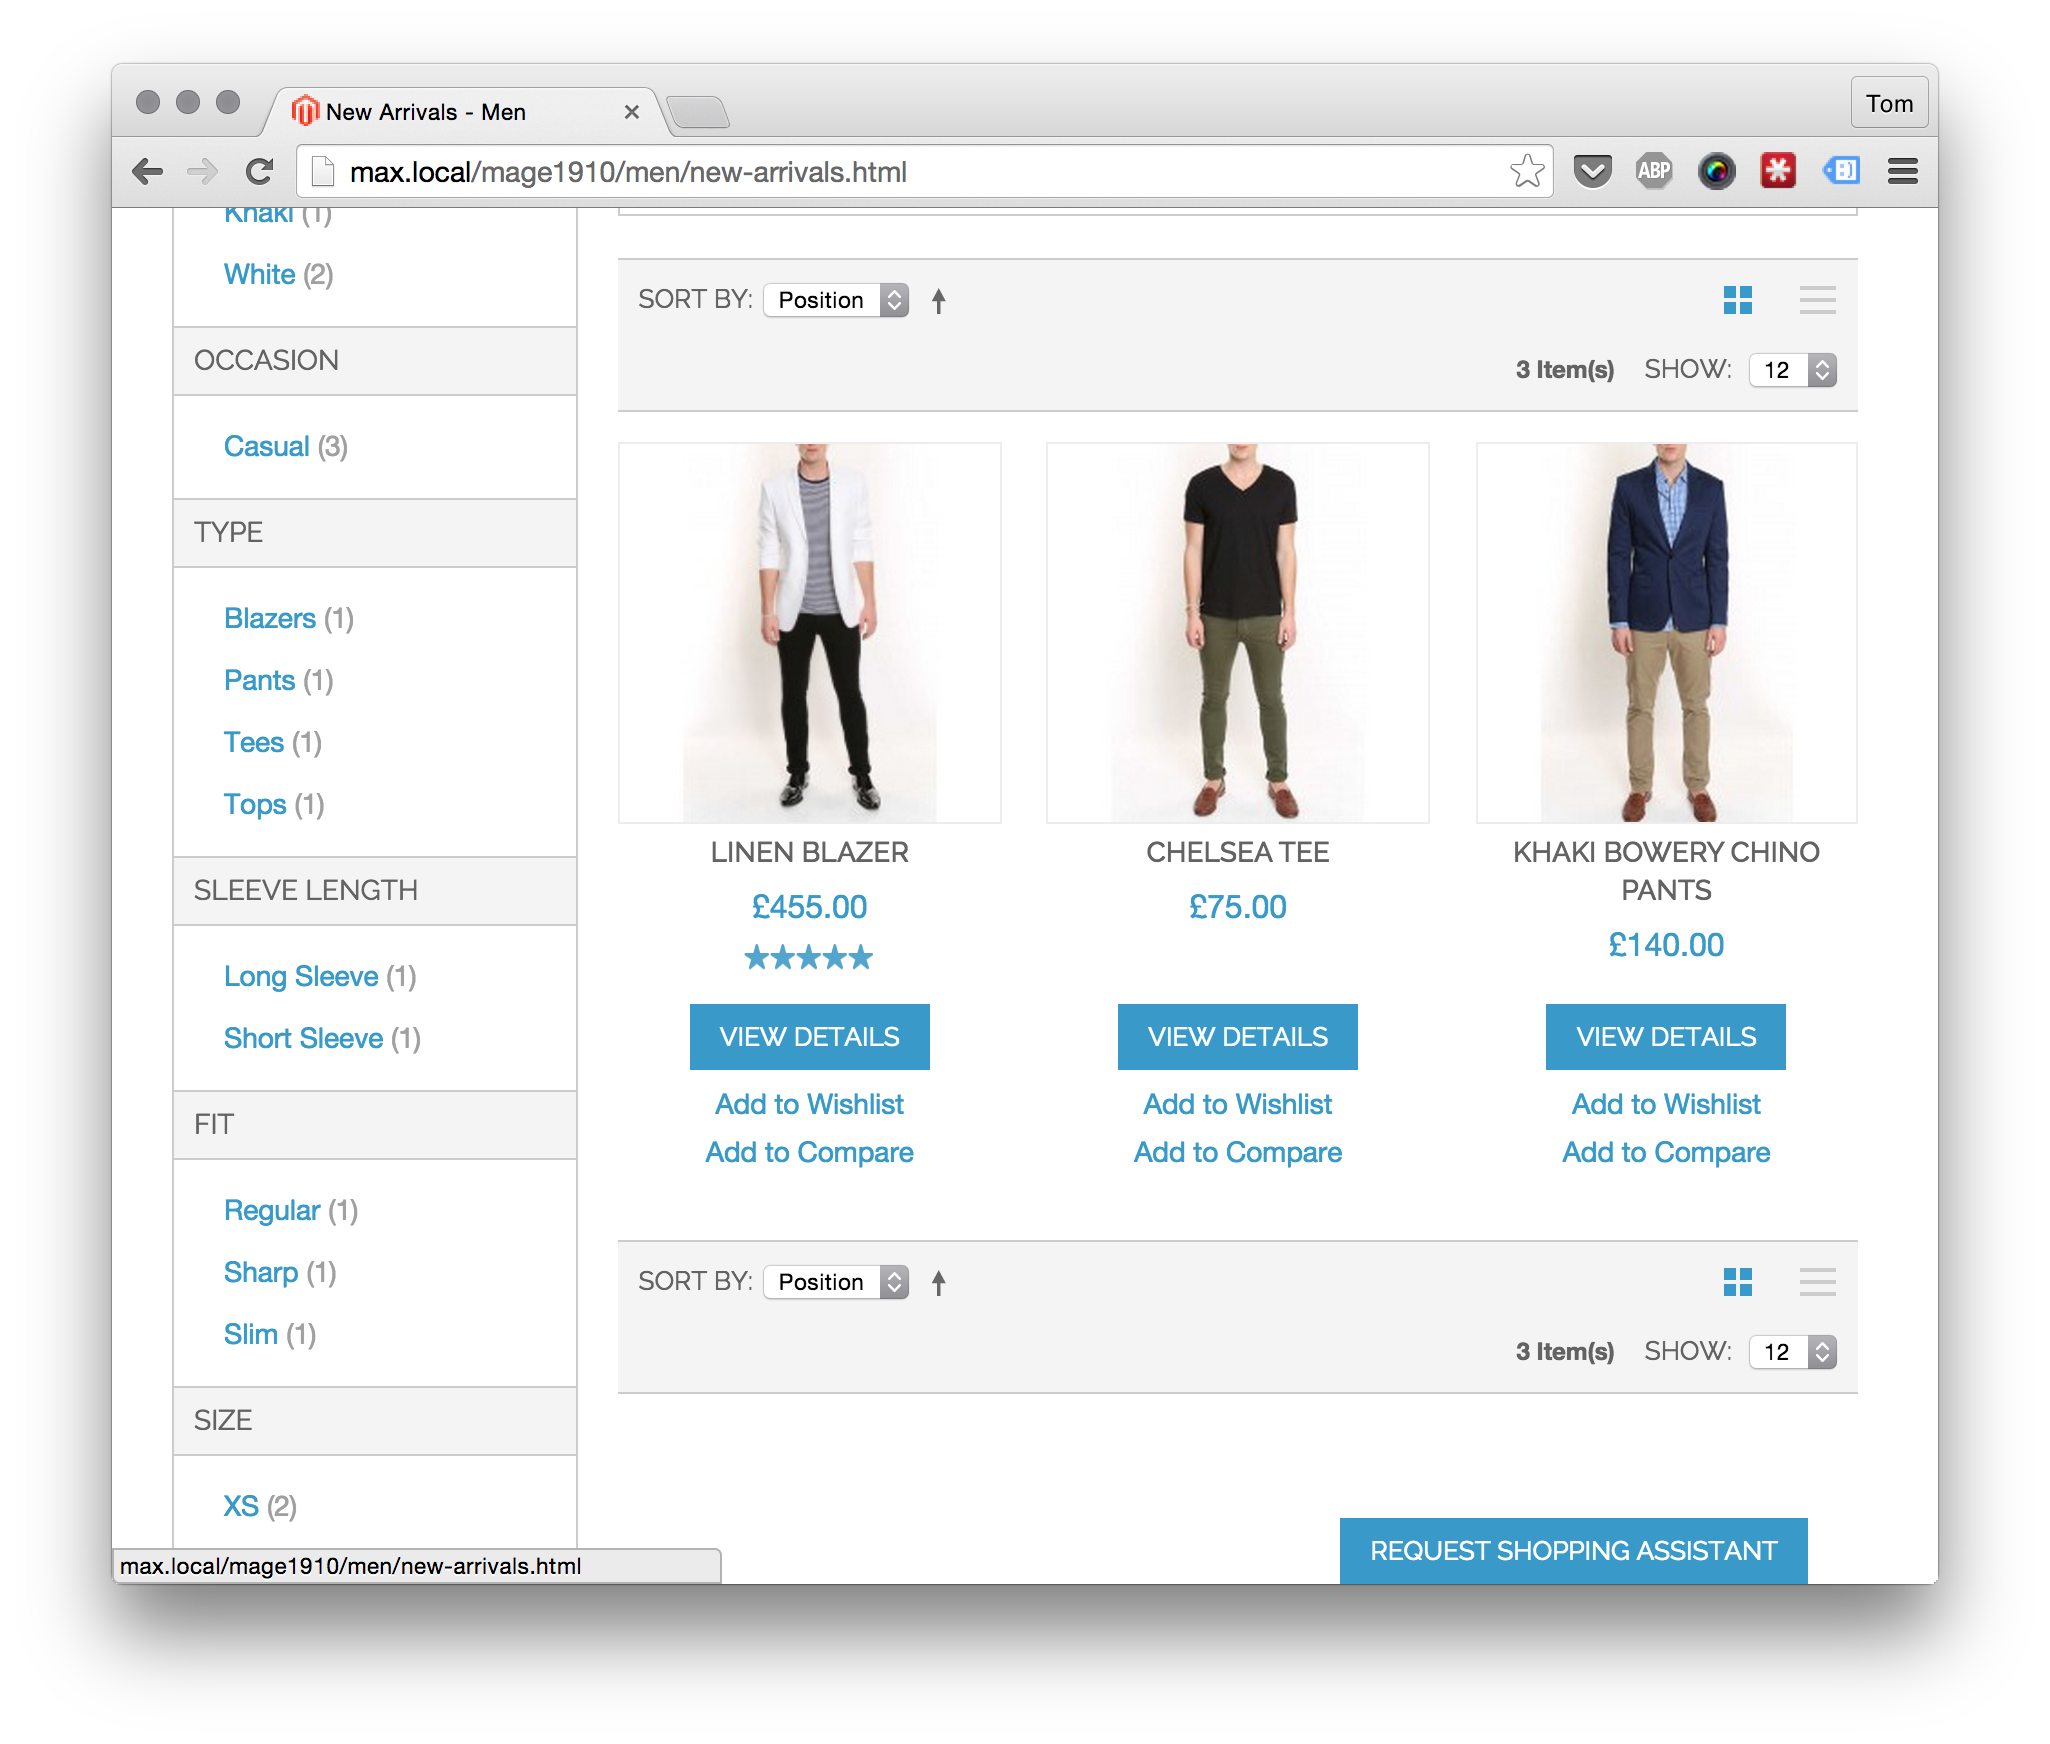 New Arrivals - Men
Tom
max.local/mage1910/men/new-arrivals.html
ABP
Khaki (1)
White (2)
OCCASION
Casual (3)
TYPE
Blazers (1)
Pants (1)
Tees (1)
Tops (1)
SLEEVE LENGTH
Long Sleeve (1)
Short Sleeve (1)
FIT
Regular (1)
Sharp (1)
Slim (1)
SIZE
XS (2)
SORT BY: Position
3 Item(s) SHOW: 12
LINEN BLAZER
£455.00
VIEW DETAILS
Add to Wishlist
Add to Compare
CHELSEA TEE
£75.00
VIEW DETAILS
Add to Wishlist
Add to Compare
KHAKI BOWERY CHINO
PANTS
£140.00
VIEW DETAILS
Add to Wishlist
Add to Compare
SORT BY: Position
3 Item(s) SHOW: 12
REQUEST SHOPPING ASSISTANT
max.local/mage1910/men/new-arrivals.html